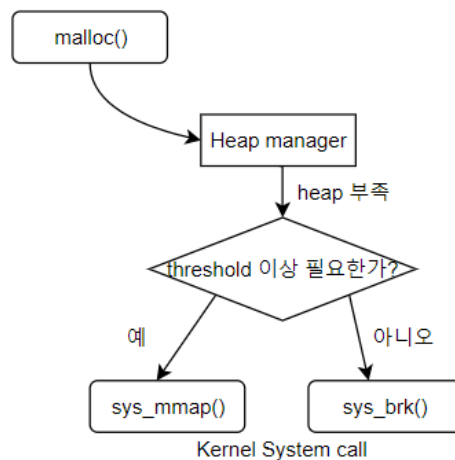 malloc()
Heap manager
heap 부족
threshold 이상 필요한가?
예
아니오
sys_mmap()
sys_brk()
Kernel System call